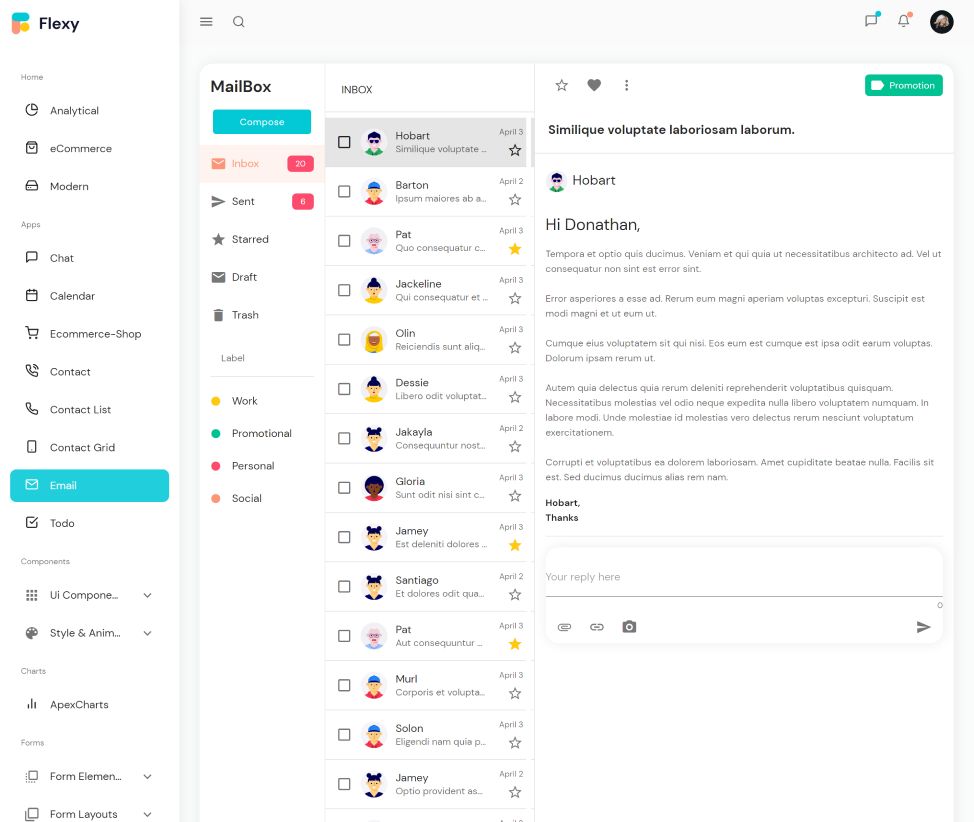 Flexy
Home
Analytical
eCommerce
Modern
Apps
Chat
Calendar
Ecommerce-Shop
Contact
Contact List
Contact Grid
Email
Todo
Components
Ui Compone...
Style & Anim...
Charts
ApexCharts
Forms
Form Elemen...
Form Layouts
MailBox
Compose
Inbox 20
Sent 6
Starred
Draft
Trash
Label
Work
Promotional
Personal
Social
INBOX
Hobart April 3
Similique voluptate ...
Barton April 2
Ipsum maiores ab a...
Pat April 3
Quo consequatur c...
Jackeline April 3
Qui consequatur et ...
Olin April 3
Reiciendis sunt aliq...
Dessie April 3
Libero odit voluptat...
Jakayla April 2
Consequuntur nost...
Gloria April 3
Sunt odit nisi sint c...
Jamey April 3
Est deleniti dolores ...
Santiago April 2
Et dolores odit qua...
Pat April 3
Aut consequuntur ...
Murl April 3
Corporis et volupta...
Solon April 3
Eligendi nam quia p...
Jamey April 2
Optio provident as...
April 3
Promotion
Similique voluptate laboriosam laborum.
Hobart
Hi Donathan,
Tempora et optio quis ducimus. Veniam et qui quia ut necessitatibus architecto ad. Vel ut
consequatur non sint est error sint.
Error asperiores a esse ad. Rerum eum magni aperiam voluptas excepturi. Suscipit est
modi magni et ut eum ut.
Cumque eius voluptatem sit qui nisi. Eos eum est cumque est ipsa odit earum voluptas.
Dolorum ipsam rerum ut.
Autem quia delectus quia rerum deleniti reprehenderit voluptatibus quisquam.
Necessitatibus molestias vel odio neque expedita nulla libero voluptatem numquam. In
labore modi. Unde molestiae id molestias vero delectus rerum nesciunt voluptatum
exercitationem.
Corrupti et voluptatibus ea dolorem laboriosam. Amet cupiditate beatae nulla. Facilis sit
est. Sed ducimus ducimus alias rem nam.
Hobart,
Thanks
Your reply here
0